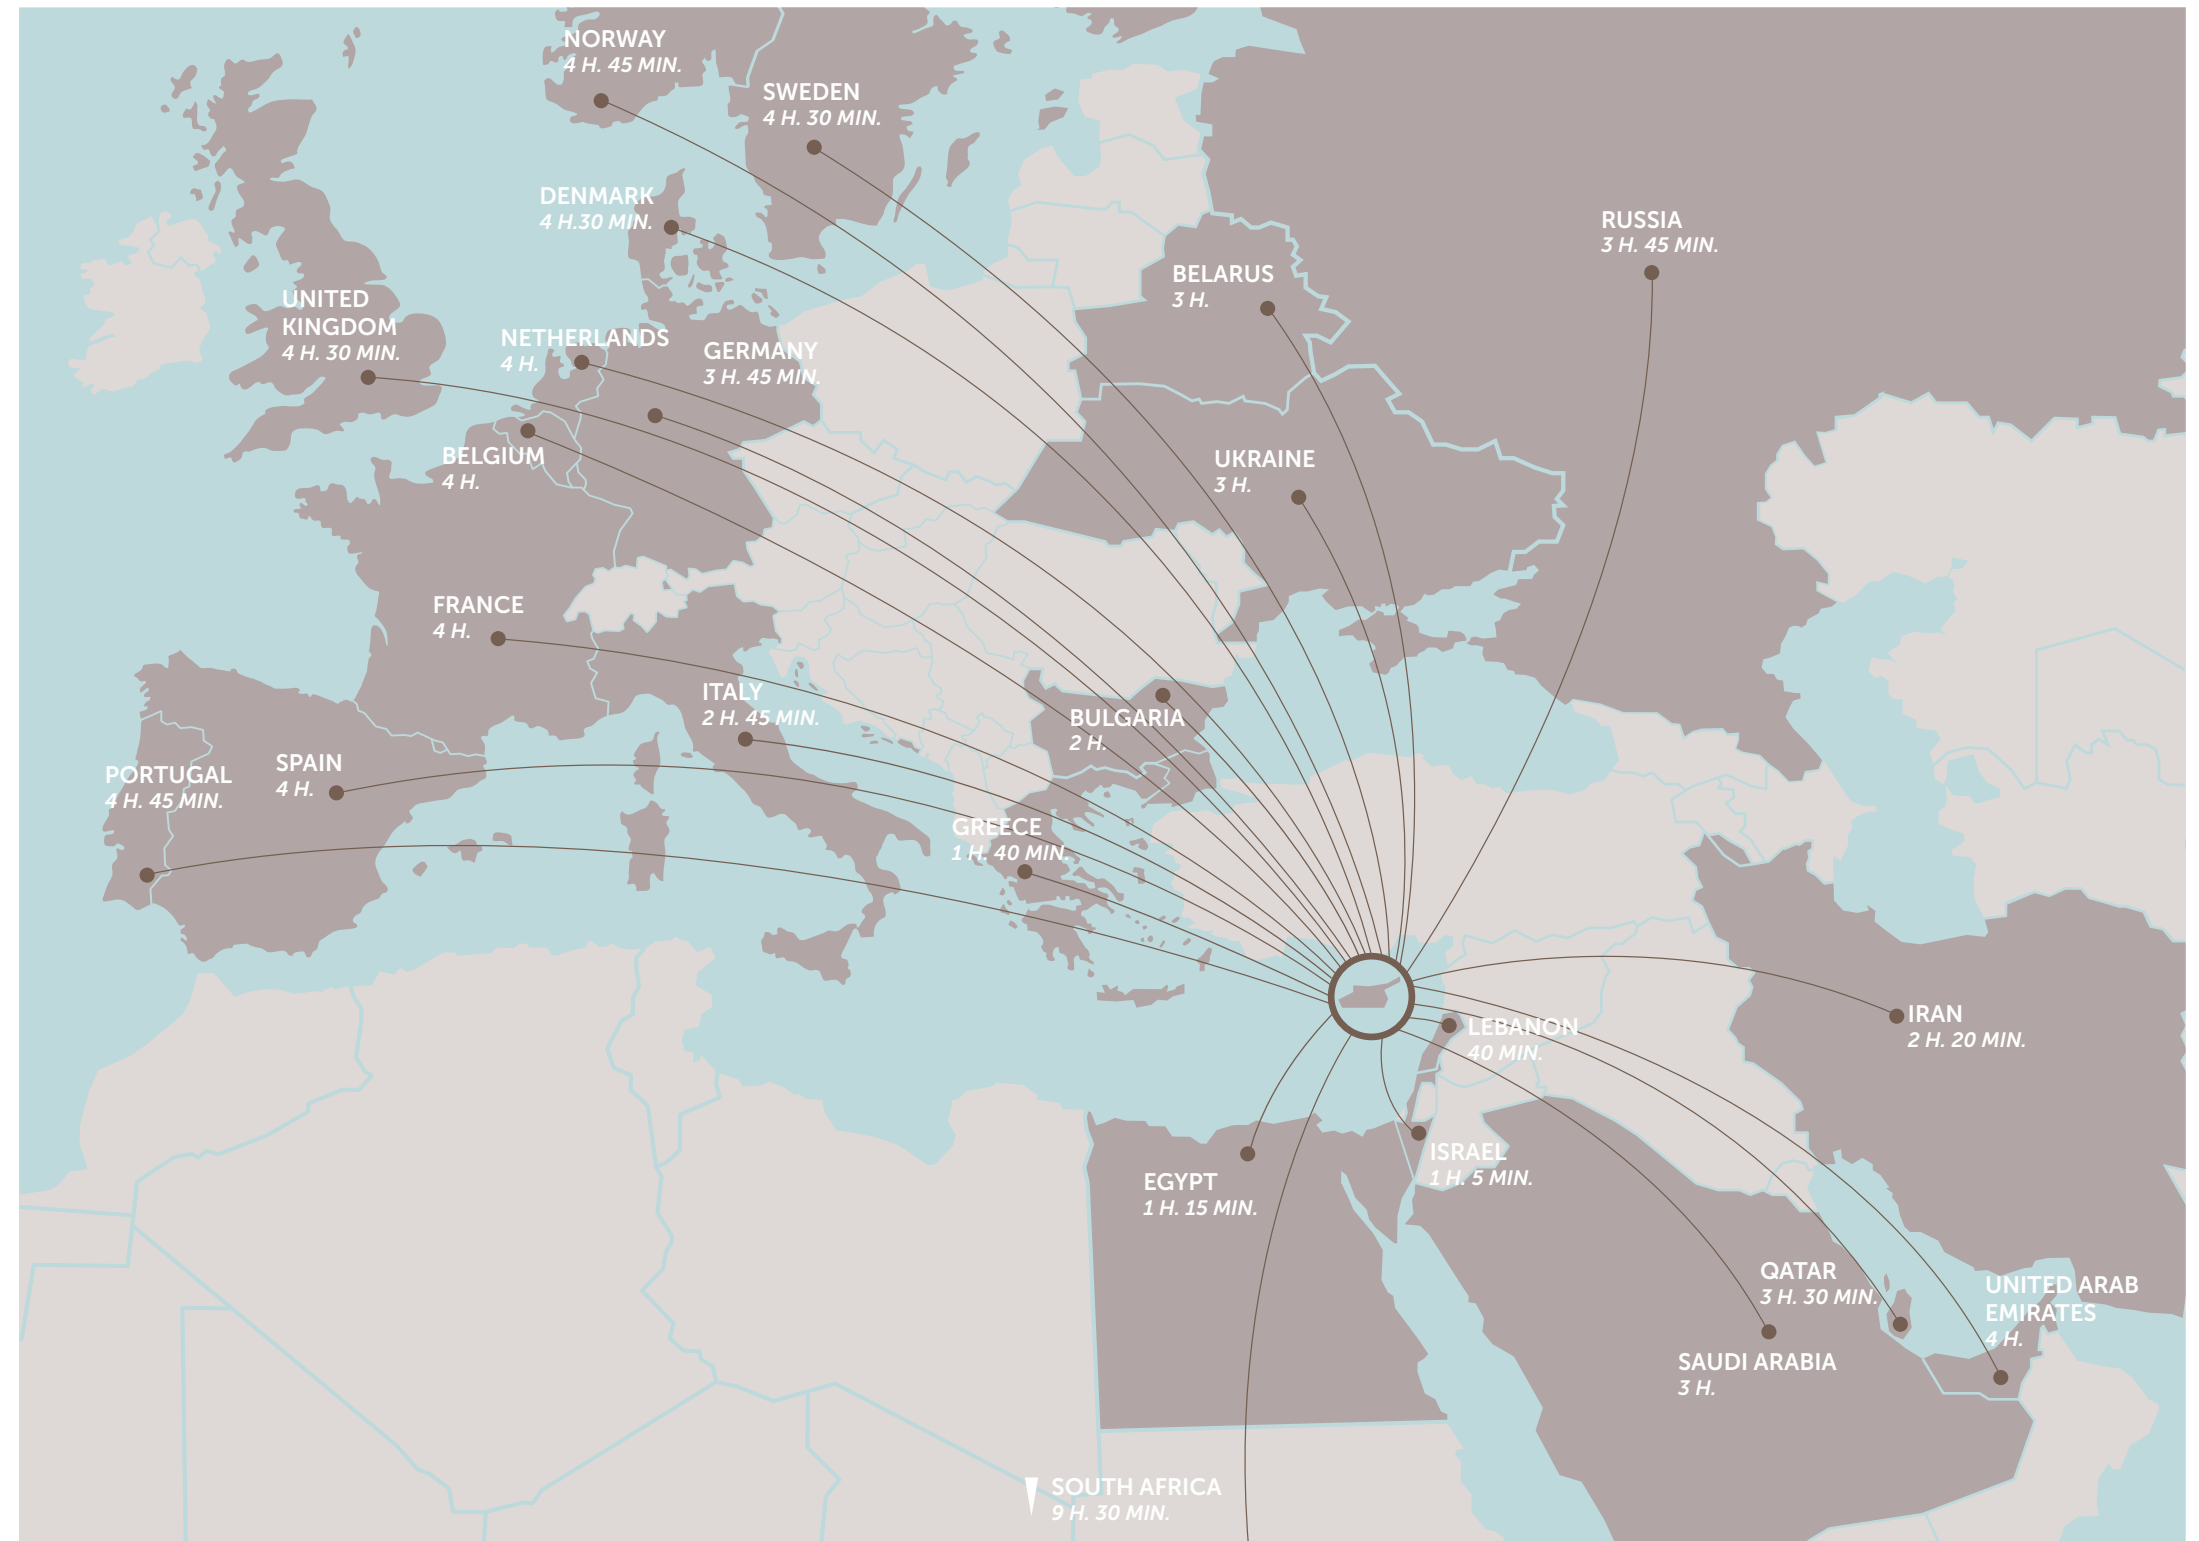 NORWAY
4 H. 45 MIN.
SWEDEN
4 H. 30 MIN.
DENMARK
4 H.30 MIN.
RUSSIA
3 H. 45 MIN.
BELARUS
3 H.
UNITED
KINGDOM
4 H. 30 MIN.
NETHERLANDS
4 H.
GERMANY
3 H. 45 MIN.
BELGIUM
4 H.
UKRAINE
3 H.
FRANCE
4 H.
ITALY
2 H. 45 MIN.
BULGARIA
2 H.
SPAIN
4 H.
PORTUGAL
4 H. 45 MIN.
GREECE
1 H. 40 MIN.
IRAN
2 H. 20 MIN.
LEBANON
40 MIN.
ISRAEL
1 H. 5 MIN.
EGYPT
1 H. 15 MIN.
QATAR
3 H. 30 MIN.
UNITED ARAB
EMIRATES
4 H.
SAUDI ARABIA
3 H.
SOUTH AFRICA
9 H. 30 MIN.